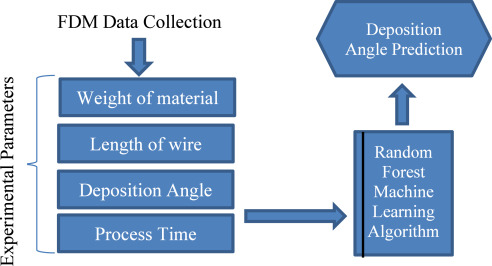 FDM Data Collection
Experimental Parameters
Weight of material
Length of wire
Deposition Angle
Process Time
Random
Forest
Machine
Learning
Algorithm
Deposition
Angle Prediction